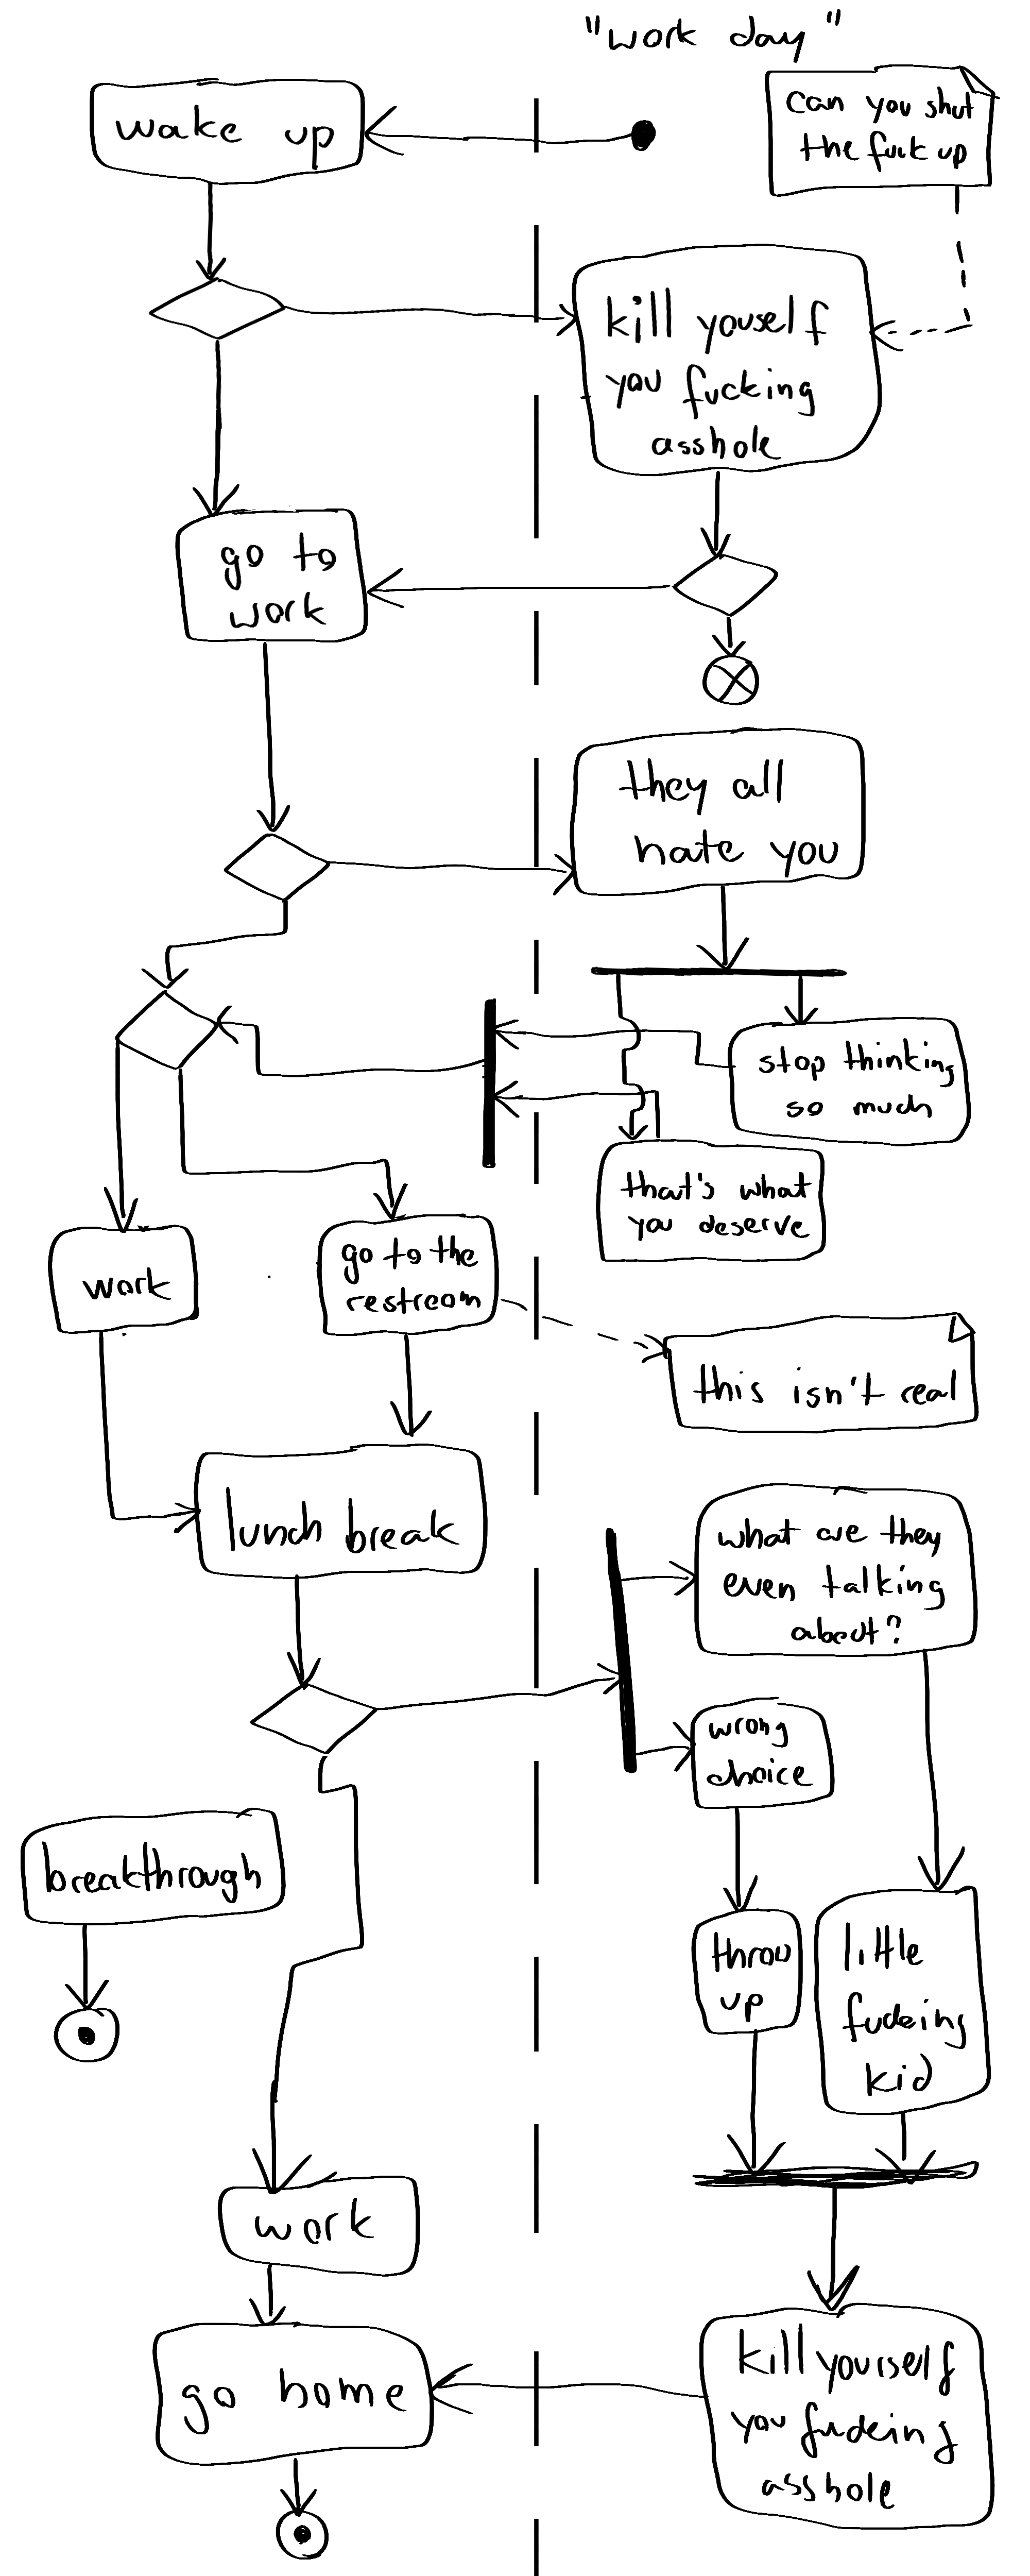 "work day"
wake up
can you shut
the fuck up
kill youself
you fucking
asshole
go to
work
they all
hate you
stop thinking
so much
that's what
you deserve
work
go to the
restroom
this isn't real
lunch break
what are they
even talking
about?
wrong
choice
breakthrough
throw
up
little
fucking
kid
work
go home
kill yourself
you fucking
asshole